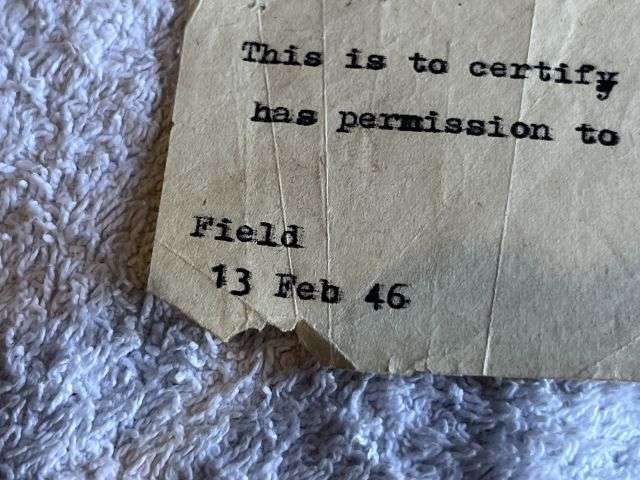 This is to certify
has permission to
Field
13 Feb 46